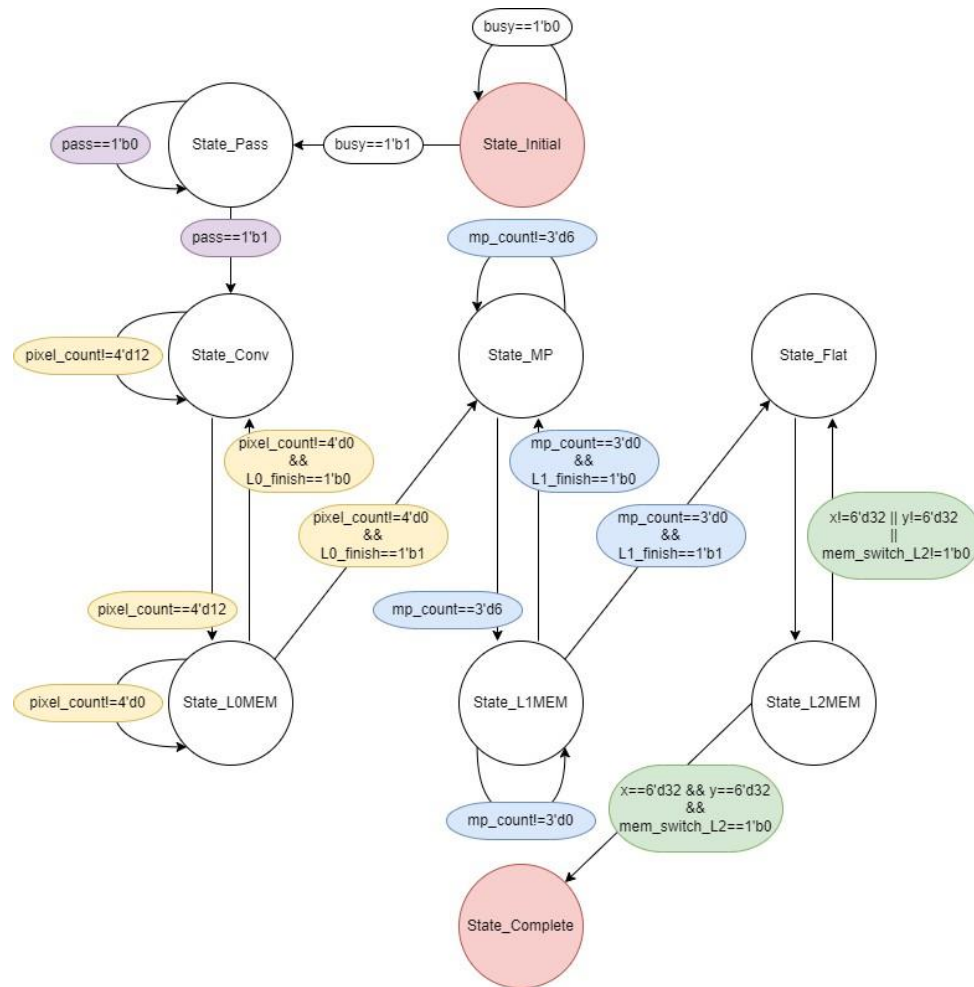 busy==1'b0
State_Pass
pass==1'b0
busy==1'b1
State_Initial
pass==1'b1
mp_count!=3'd6
State_Conv
pixel_count!=4'd12
State_MP
State_Flat
pixel_count!=4'd0
&&
L0_finish==1'b0
mp_count==3'd0
&&
L1_finish==1'b0
pixel_count!=4'd0
&&
L0_finish==1'b1
mp_count==3'd0
&&
L1_finish==1'b1
x!=6'd32 || y!=6'd32
||
mem_switch_L2!=1'b0
pixel_count==4'd12
mp_count==3'd6
State_L0MEM
pixel_count!=4'd0
State_L1MEM
State_L2MEM
mp_count!=3'd0
x==6'd32 && y==6'd32
&&
mem_switch_L2==1'b0
State_Complete